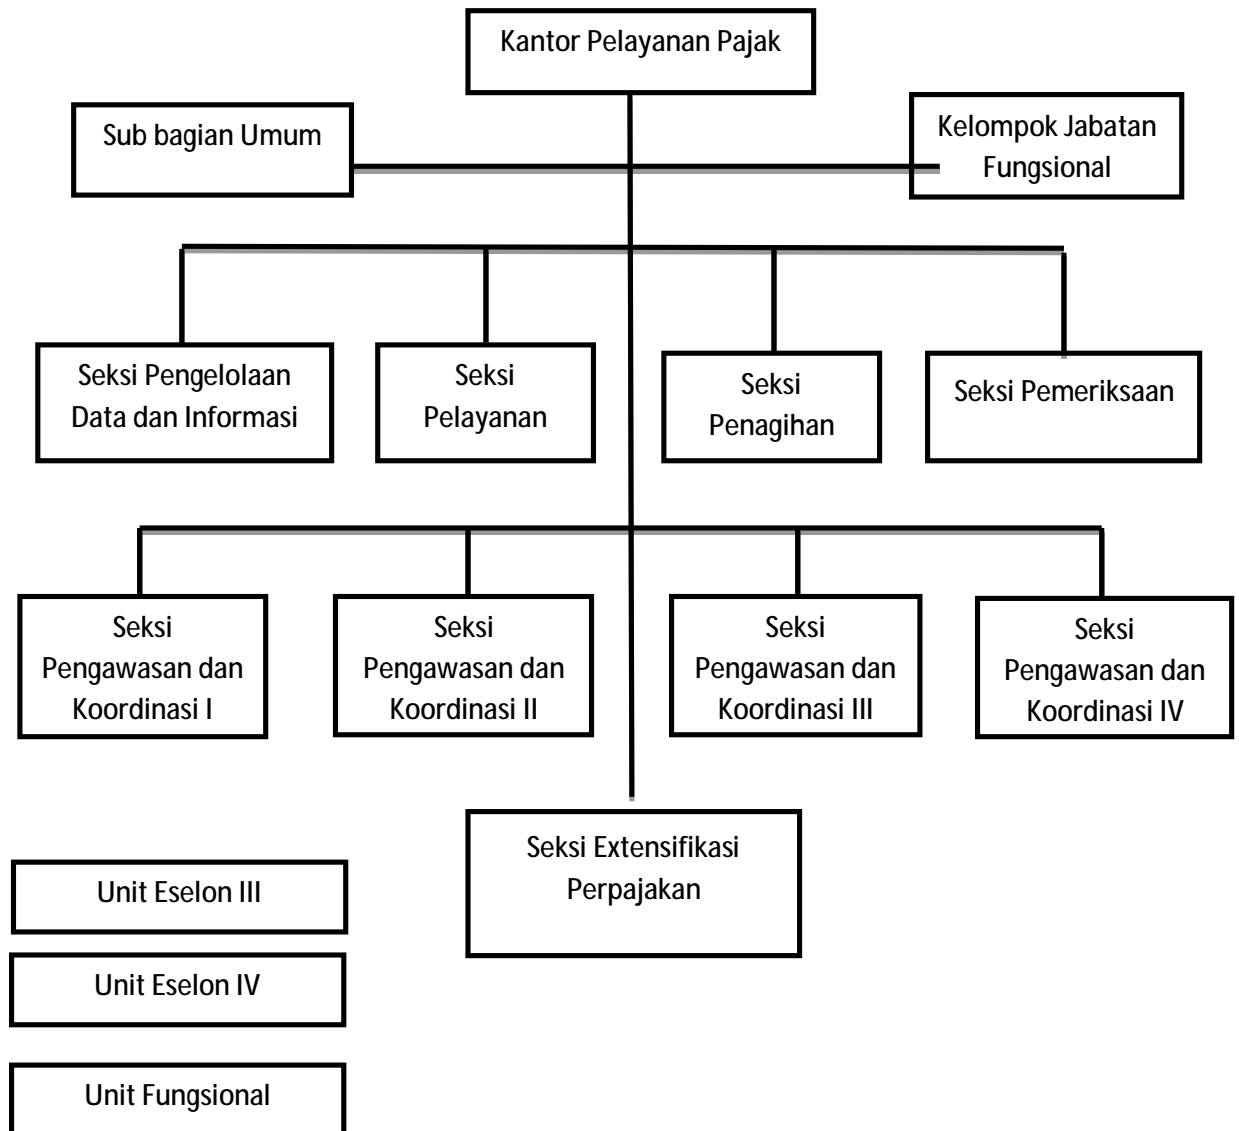 Kantor Pelayanan Pajak
Sub bagian Umum
Kelompok Jabatan
Fungsional
Seksi Pengelolaan
Data dan Informasi
Seksi
Pelayanan
Seksi
Penagihan
Seksi Pemeriksaan
Seksi
Pengawasan dan
Koordinasi I
Seksi
Pengawasan dan
Koordinasi II
Seksi
Pengawasan dan
Koordinasi III
Seksi
Pengawasan dan
Koordinasi IV
Seksi Extensifikasi
Perpajakan
Unit Eselon III
Unit Eselon IV
Unit Fungsional